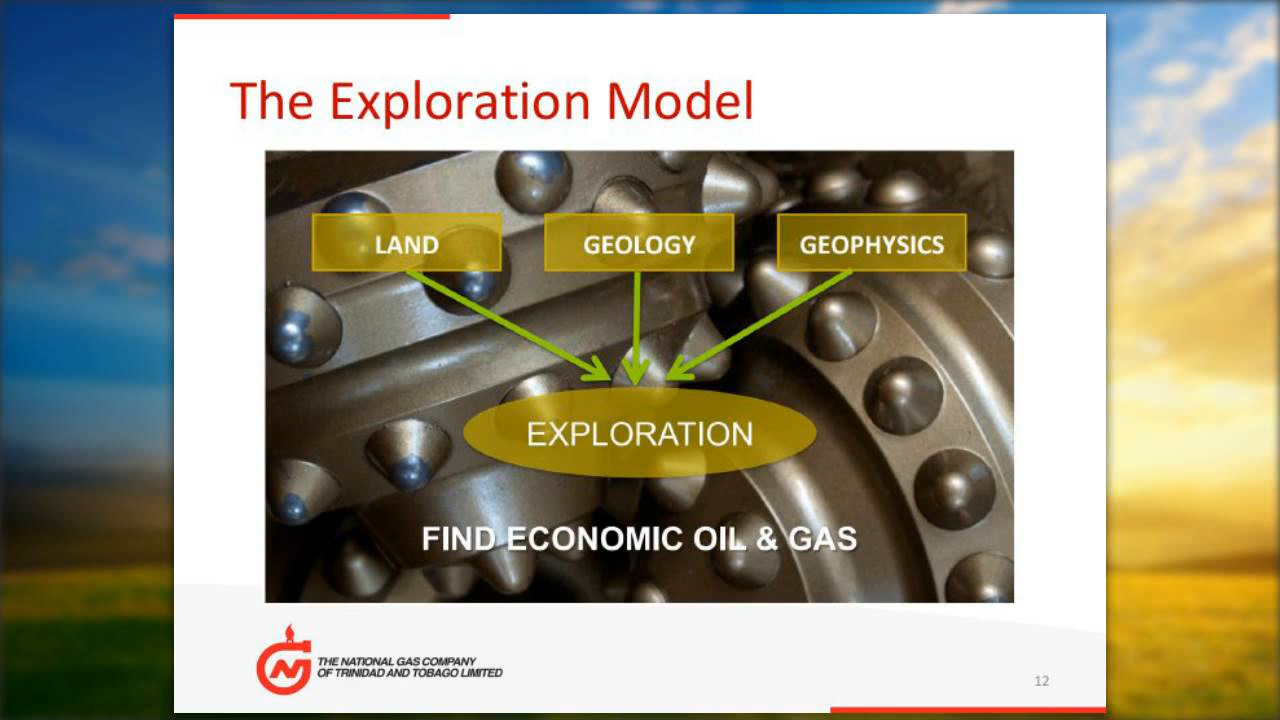 The Exploration Model
LAND
GEOLOGY
GEOPHYSICS
EXPLORATION
FIND ECONOMIC OIL & GAS
THE NATIONAL GAS COMPANY
OF TRINIDAD AND TOBAGO LIMITED
12